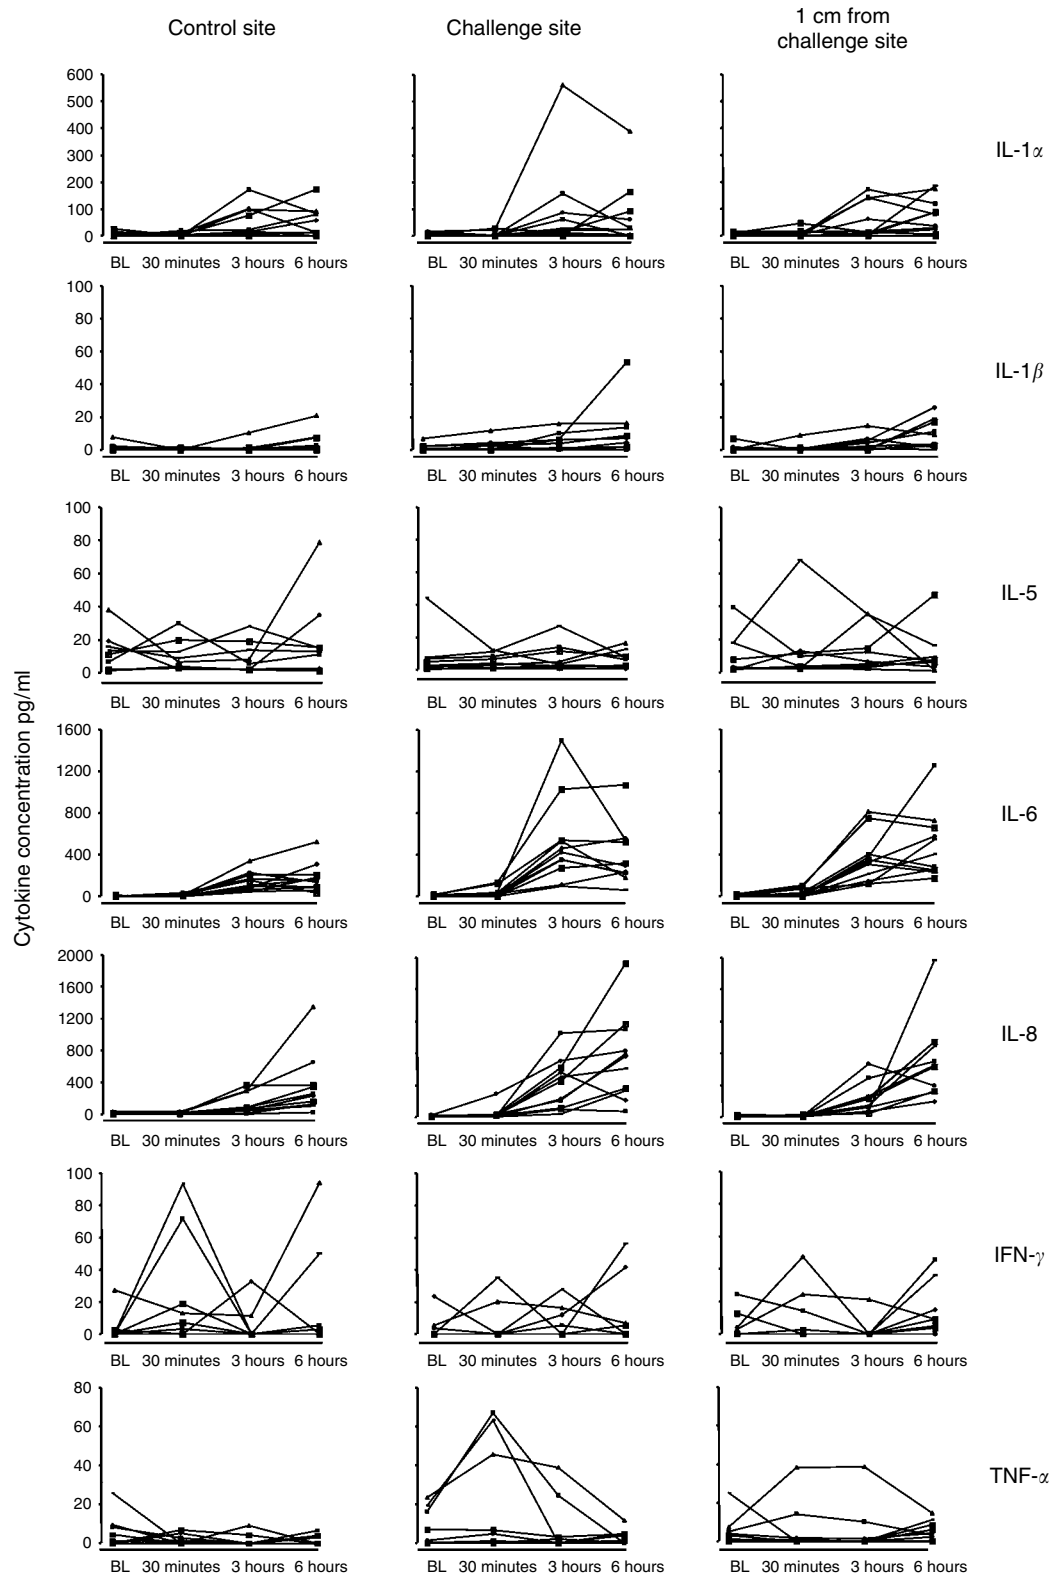 Control site
Challenge site
1 cm from
challenge site
600
500
400
300
200
100
0
BL 30 minutes 3 hours 6 hours
BL 30 minutes 3 hours 6 hours
BL 30 minutes 3 hours 6 hours
IL-1α
100
80
60
40
20
0
BL 30 minutes 3 hours 6 hours
BL 30 minutes 3 hours 6 hours
BL 30 minutes 3 hours 6 hours
IL-1β
100
80
60
40
20
0
BL 30 minutes 3 hours 6 hours
BL 30 minutes 3 hours 6 hours
BL 30 minutes 3 hours 6 hours
IL-5
Cytokine concentration pg/ml
1600
1200
800
400
0
BL 30 minutes 3 hours 6 hours
BL 30 minutes 3 hours 6 hours
BL 30 minutes 3 hours 6 hours
IL-6
2000
1600
1200
800
400
0
BL 30 minutes 3 hours 6 hours
BL 30 minutes 3 hours 6 hours
BL 30 minutes 3 hours 6 hours
IL-8
100
80
60
40
20
0
BL 30 minutes 3 hours 6 hours
BL 30 minutes 3 hours 6 hours
BL 30 minutes 3 hours 6 hours
IFN-γ
80
60
40
20
0
BL 30 minutes 3 hours 6 hours
BL 30 minutes 3 hours 6 hours
BL 30 minutes 3 hours 6 hours
TNF-α